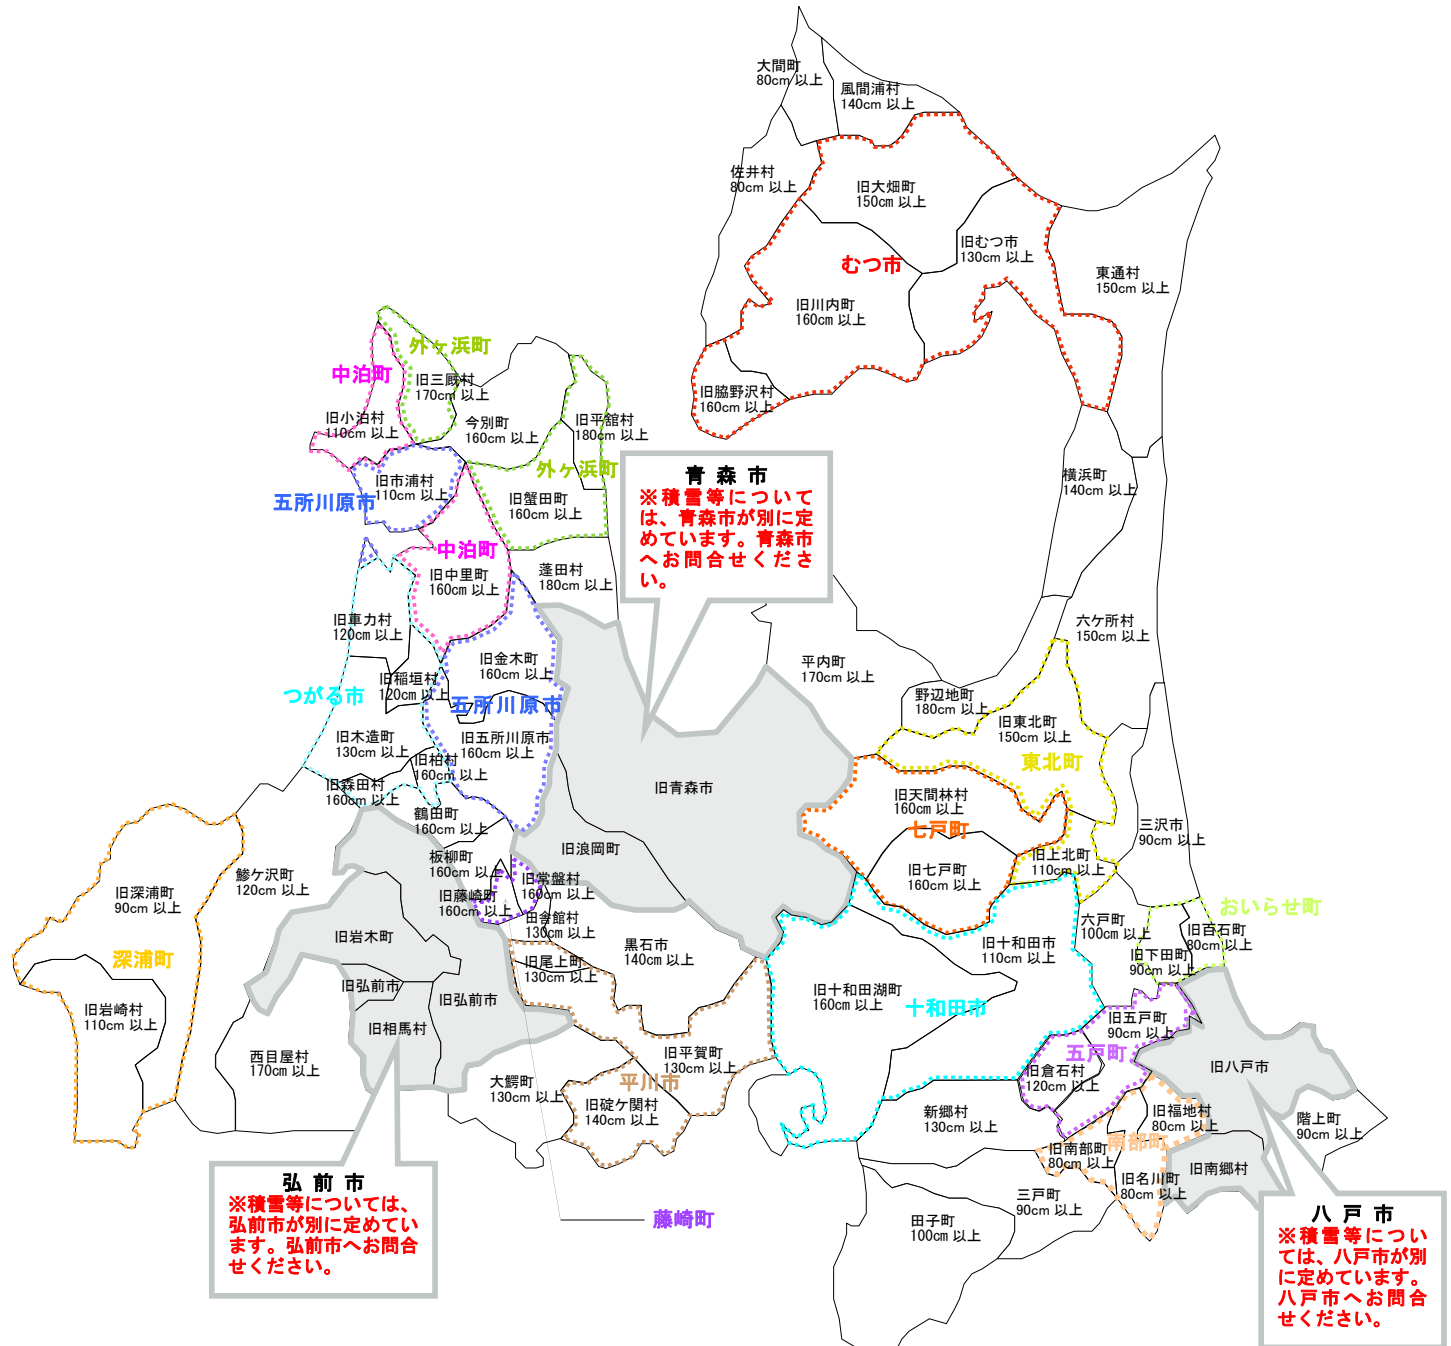 大間町
80cm 以上
風間浦村
140cm 以上
佐井村
80cm 以上
旧大畑町
150cm 以上
旧むつ市
130cm 以上
むつ市
東通村
150cm 以上
旧川内町
160cm 以上
旧脇野沢村
160cm 以上
外ヶ浜町
中泊町
旧三厩村
170cm 以上
旧小泊村
110cm 以上
今別町
160cm 以上
旧平舘村
180cm 以上
外ヶ浜町
旧市浦村
110cm 以上
五所川原市
旧蟹田町
160cm 以上
中泊町
旧中里町
160cm 以上
蓬田村
180cm 以上
青 森 市
※積雪等について
は、青森市が別に定
めています。青森市
へお問合せくださ
い。
横浜町
140cm 以上
六ケ所村
150cm 以上
旧車力村
120cm 以上
旧金木町
160cm 以上
旧稲垣村
120cm 以上
つがる市
五所川原市
平内町
170cm 以上
野辺地町
180cm 以上
旧東北町
150cm 以上
旧木造町
130cm 以上
旧五所川原市
160cm 以上
旧柏村
160cm 以上
東北町
旧森田村
160cm 以上
旧青森市
旧天間林村
160cm 以上
七戸町
鶴田町
160cm 以上
三沢市
90cm 以上
旧浪岡町
板柳町
160cm 以上
旧上北町
110cm 以上
旧七戸町
160cm 以上
鰺ケ沢町
120cm 以上
旧深浦町
90cm 以上
旧常盤村
160cm 以上
旧藤崎町
160cm 以上
田舎館村
130cm 以上
おいらせ町
六戸町
100cm 以上
旧百石町
80cm 以上
旧岩木町
黒石市
140cm 以上
旧十和田市
110cm 以上
旧下田町
90cm 以上
深浦町
旧尾上町
130cm 以上
旧弘前市
旧弘前市
旧十和田湖町
160cm 以上
十和田市
旧岩崎村
110cm 以上
旧相馬村
旧五戸町
90cm 以上
五戸町
西目屋村
170cm 以上
旧平賀町
130cm 以上
平川市
旧倉石村
120cm 以上
旧八戸市
大鰐町
130cm 以上
旧碇ケ関村
140cm 以上
新郷村
130cm 以上
旧福地村
80cm 以上
階上町
90cm 以上
南部町
旧南部町
80cm 以上
旧南郷村
旧名川町
80cm 以上
三戸町
90cm 以上
田子町
100cm 以上
弘 前 市
※積雪等については、
弘前市が別に定めてい
ます。弘前市へお問合
せください。
藤崎町
八 戸 市
※積雪等につい
ては、八戸市が別
に定めています。
八戸市へお問合
せください。